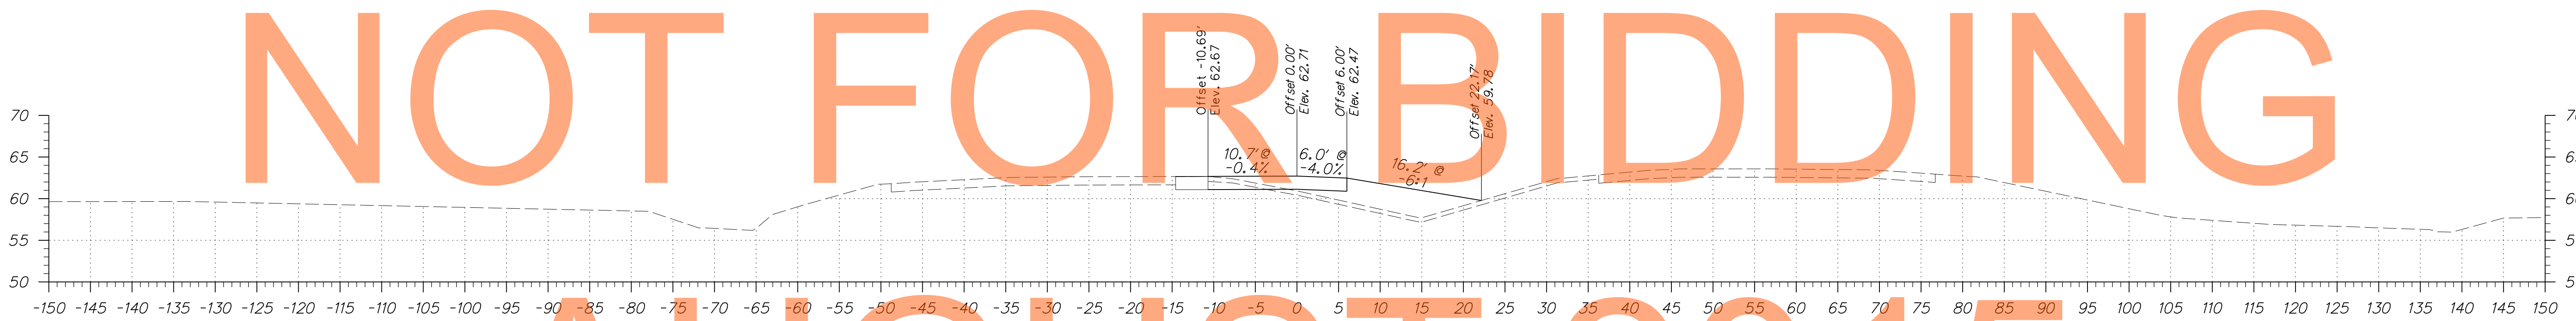 NOT FOR BIDDING
Offset -10.69'
Elev. 62.67
Offset 0.00'
Elev. 62.71
Offset 6.00'
Elev. 62.47
Offset 22.17'
Elev. 59.78
10.7' @
-0.4%
6.0' @
-4.0%
16.2' @
-6:1
70
65
60
55
50
-150 -145 -140 -135 -130 -125 -120 -115 -110 -105 -100 -95 -90 -85 -80 -75 -70 -65 -60 -55 -50 -45 -40 -35 -30 -25 -20 -15 -10 -5 0 5 10 15 20 25 30 35 40 45 50 55 60 65 70 75 80 85 90 95 100 105 110 115 120 125 130 135 140 145 150